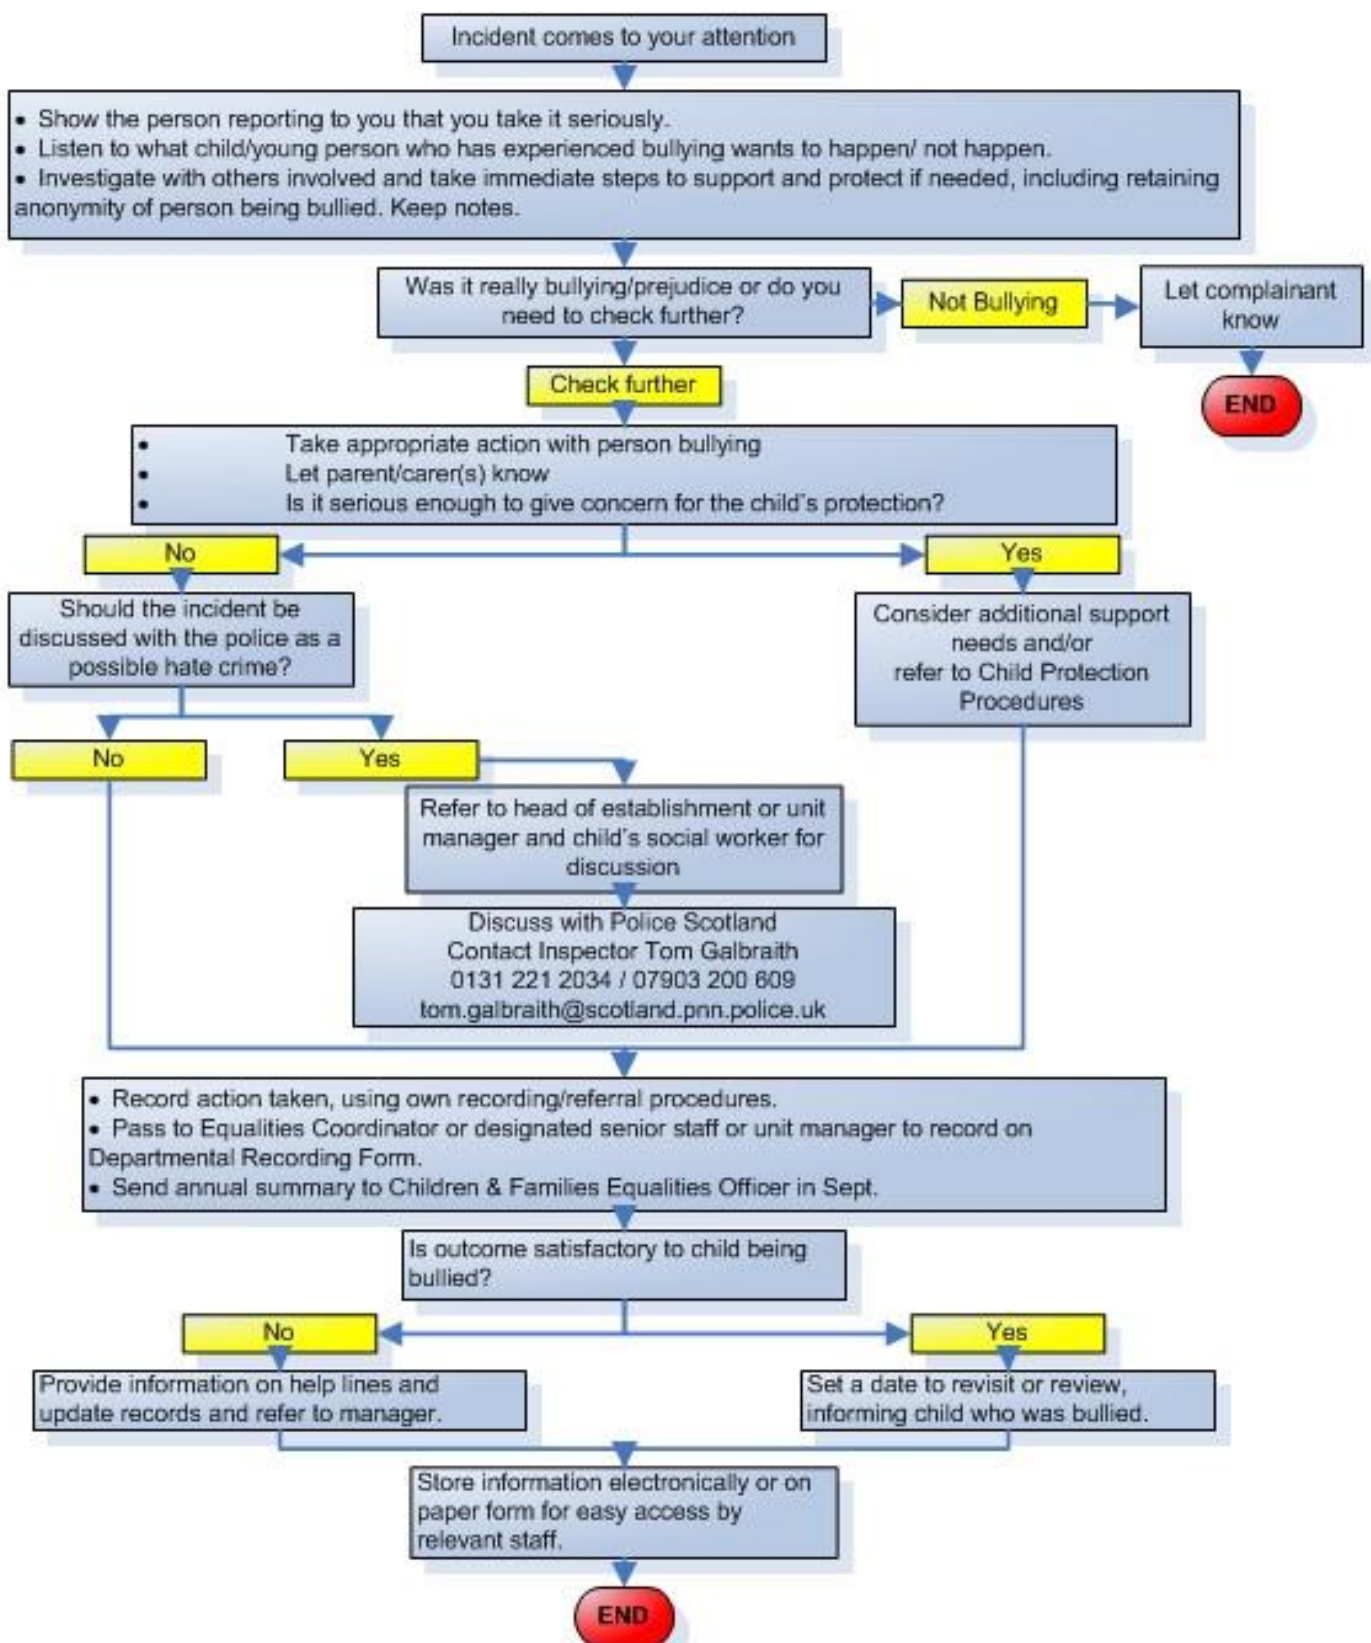 Incident comes to your attention
• Show the person reporting to you that you take it seriously.
• Listen to what child/young person who has experienced bullying wants to happen/ not happen.
• Investigate with others involved and take immediate steps to support and protect if needed, including retaining
anonymity of person being bullied. Keep notes.
Was it really bullying/prejudice or do you
need to check further?
Not Bullying
Let complainant
know
END
Check further
• Take appropriate action with person bullying
• Let parent/carer(s) know
• Is it serious enough to give concern for the child's protection?
No
Yes
Should the incident be
discussed with the police as a
possible hate crime?
Consider additional support
needs and/or
refer to Child Protection
Procedures
No
Yes
Refer to head of establishment or unit
manager and child's social worker for
discussion
Discuss with Police Scotland
Contact Inspector Tom Galbraith
0131 221 2034 / 07903 200 609
tom.galbraith@scotland.pnn.police.uk
• Record action taken, using own recording/referral procedures.
• Pass to Equalities Coordinator or designated senior staff or unit manager to record on
Departmental Recording Form.
• Send annual summary to Children & Families Equalities Officer in Sept.
Is outcome satisfactory to child being
bullied?
No
Yes
Provide information on help lines and
update records and refer to manager.
Set a date to revisit or review,
informing child who was bullied.
Store information electronically or on
paper form for easy access by
relevant staff.
END